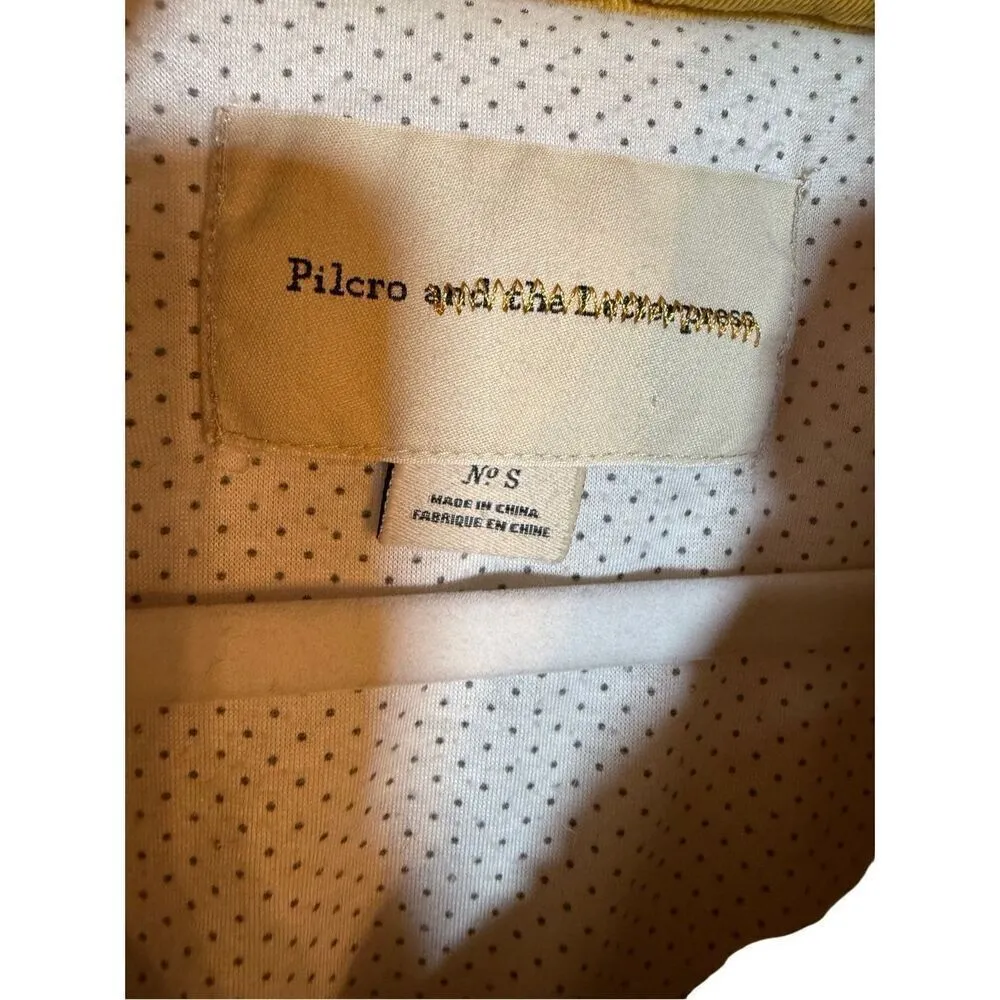 Pilcro and the Letterpress
Nº S
MADE IN CHINA
FABRIQUE EN CHINE